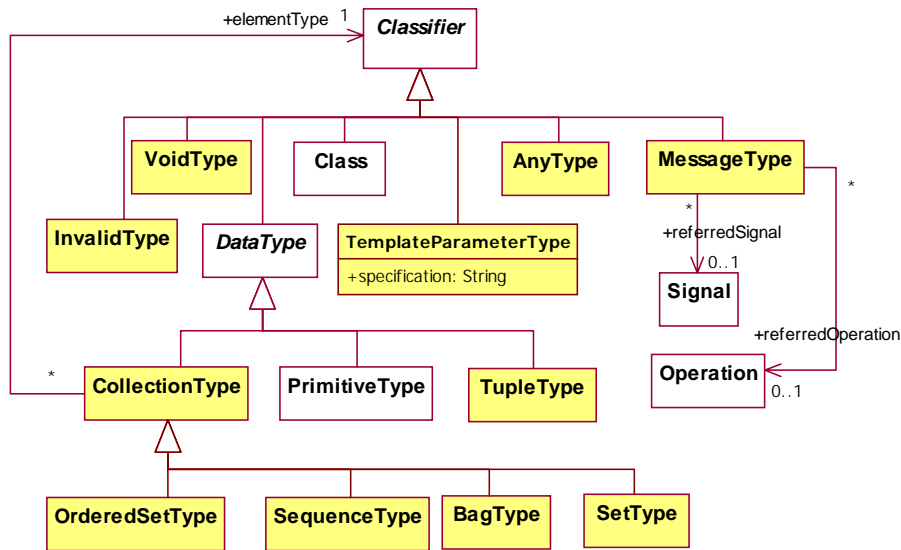 +elementType 1
Classifier
VoidType
Class
AnyType
MessageType
*
*
InvalidType
DataType
TemplateParameterType
+specification: String
+referredSignal
0..1
Signal
+referredOperation
*
CollectionType
PrimitiveType
TupleType
Operation
0..1
OrderedSetType
SequenceType
BagType
SetType